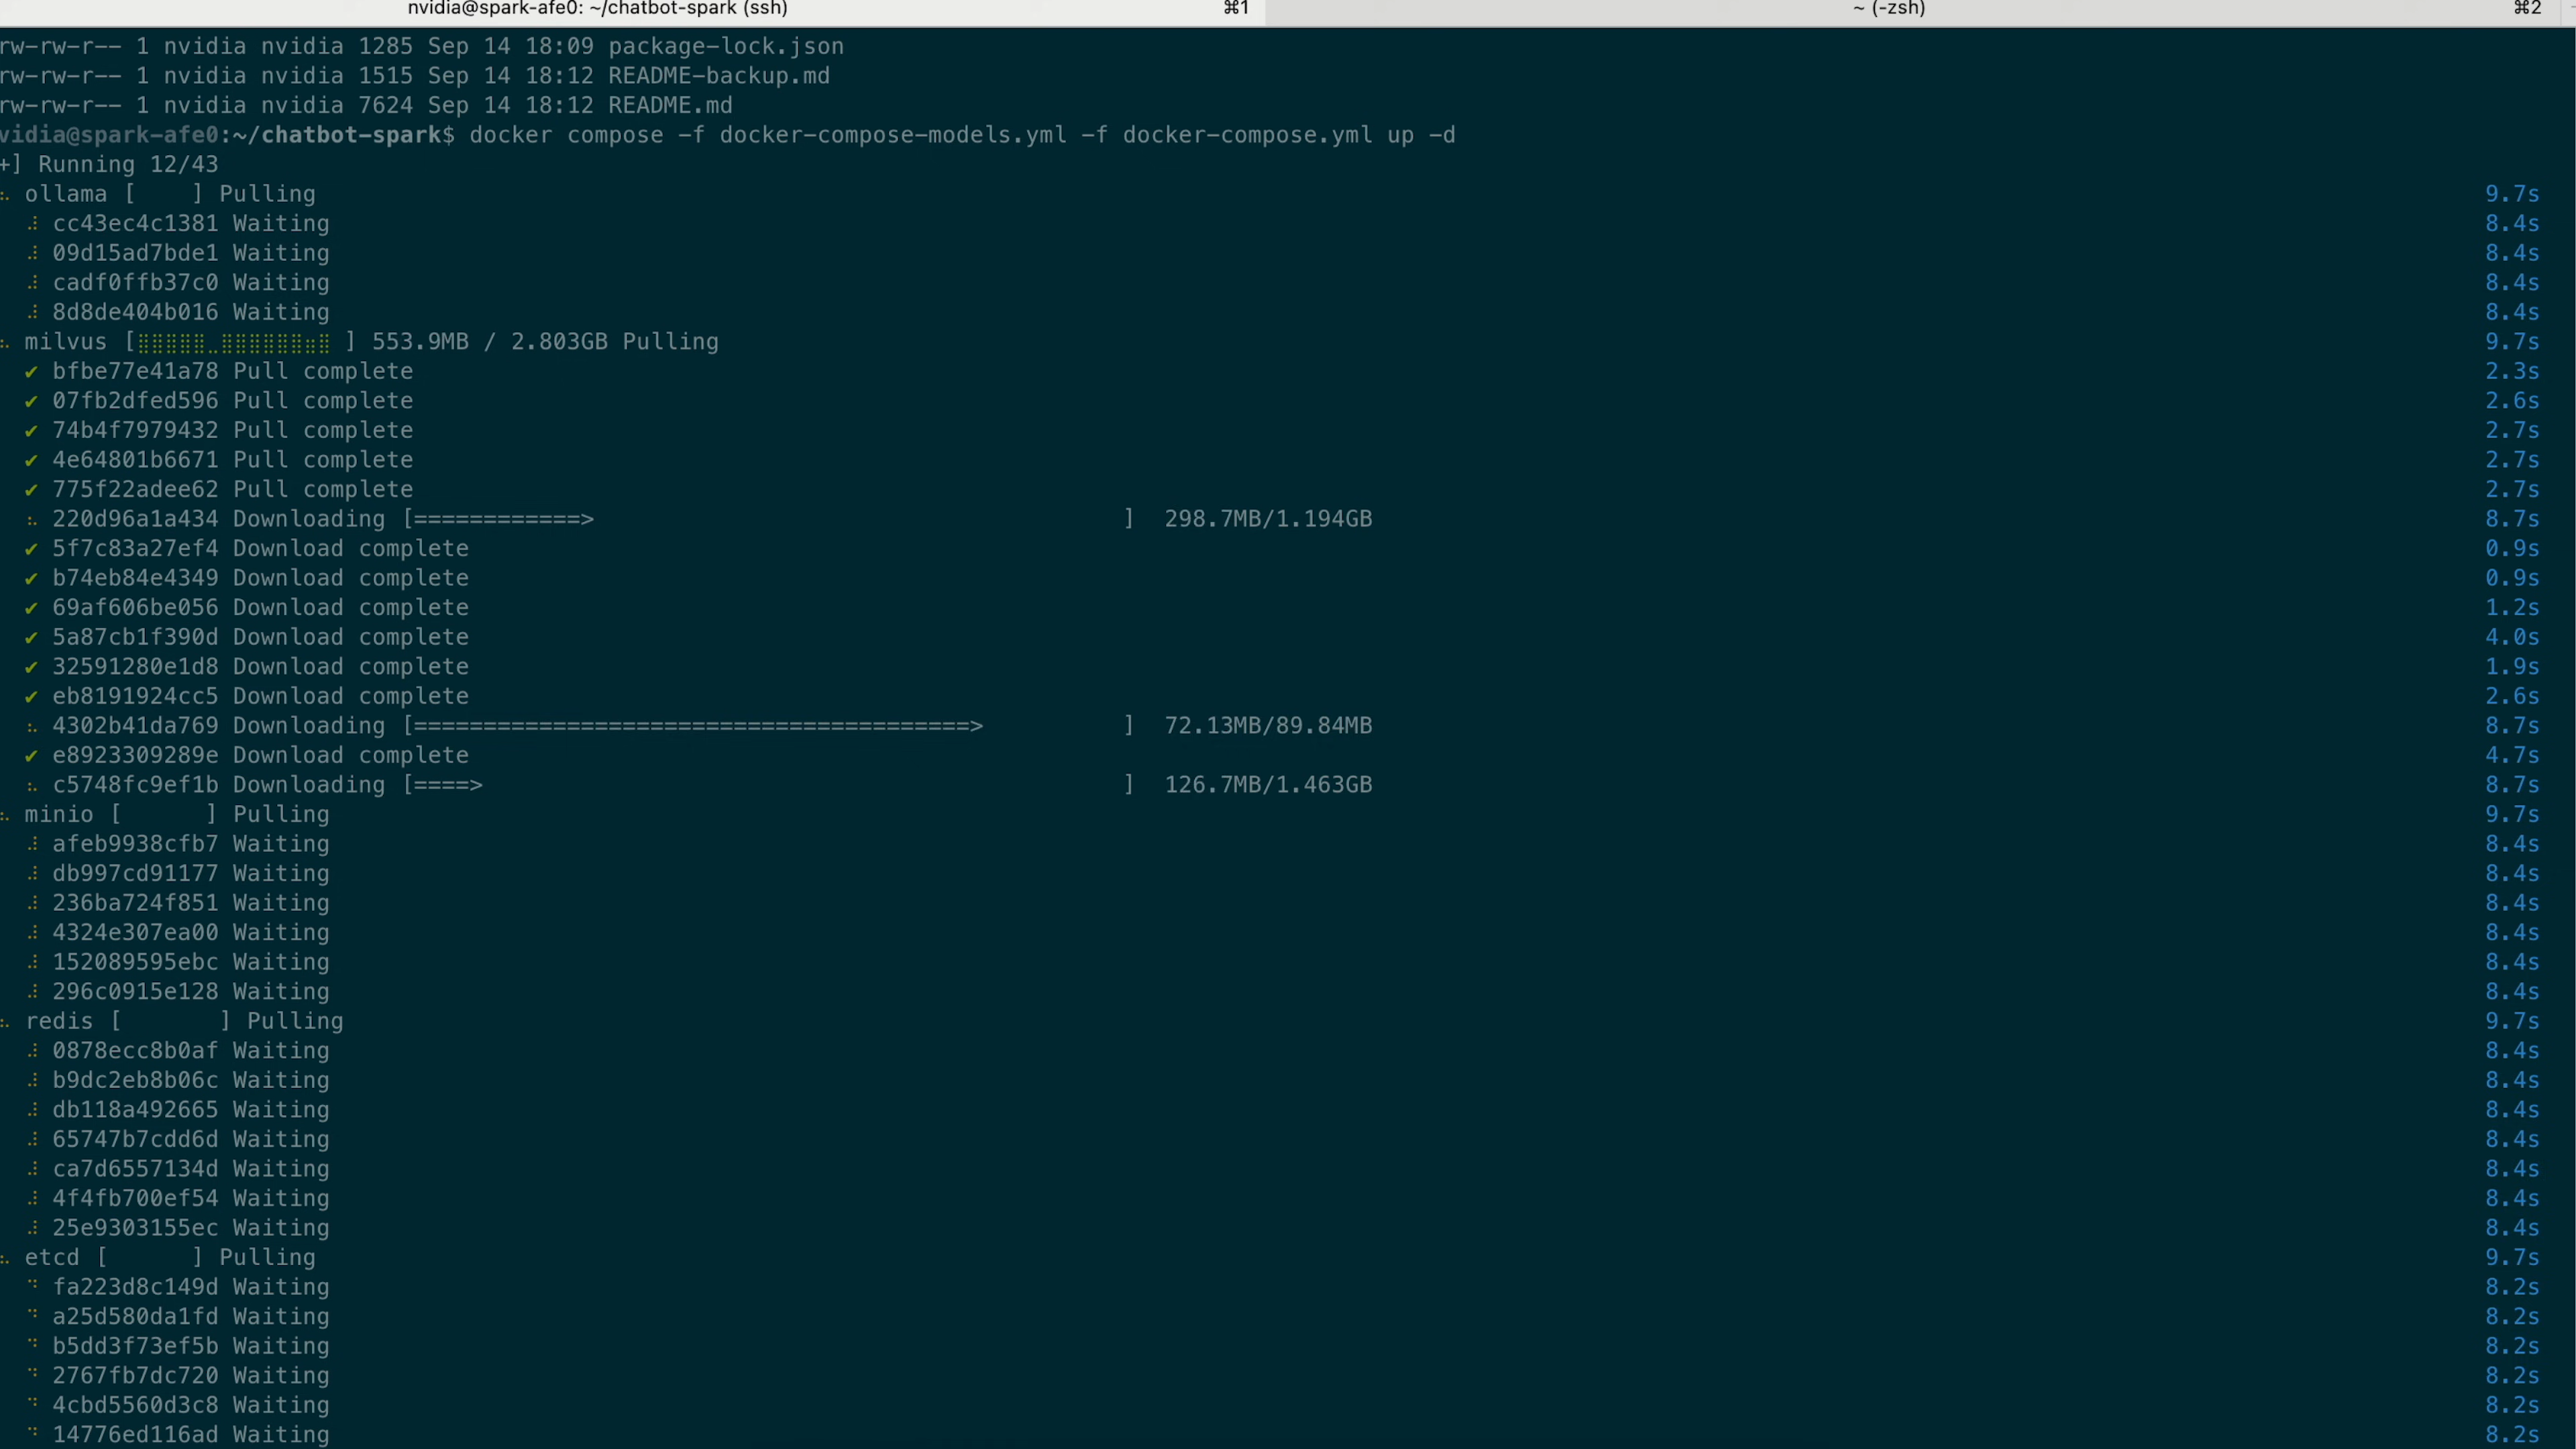 nvidia@spark-afe0: ~/chatbot-spark (ssh) ⌘1 ~ (-zsh) ⌘2
rw-rw-r-- 1 nvidia nvidia 1285 Sep 14 18:09 package-lock.json
rw-rw-r-- 1 nvidia nvidia 1515 Sep 14 18:12 README-backup.md
rw-rw-r-- 1 nvidia nvidia 7624 Sep 14 18:12 README.md
vidia@spark-afe0:~/chatbot-spark$ docker compose -f docker-compose-models.yml -f docker-compose.yml up -d
+] Running 12/43
ollama [    ] Pulling 9.7s
cc43ec4c1381 Waiting 8.4s
09d15ad7bde1 Waiting 8.4s
cadf0ffb37c0 Waiting 8.4s
8d8de404b016 Waiting 8.4s
milvus [⣿⣿⣿⣿⣿⣀⣿⣿⣿⣿⣿⣿⣤⣿ ] 553.9MB / 2.803GB Pulling 9.7s
✔ bfbe77e41a78 Pull complete 2.3s
✔ 07fb2dfed596 Pull complete 2.6s
✔ 74b4f7979432 Pull complete 2.7s
✔ 4e64801b6671 Pull complete 2.7s
✔ 775f22adee62 Pull complete 2.7s
220d96a1a434 Downloading [============>                                      ] 298.7MB/1.194GB 8.7s
✔ 5f7c83a27ef4 Download complete 0.9s
✔ b74eb84e4349 Download complete 0.9s
✔ 69af606be056 Download complete 1.2s
✔ 5a87cb1f390d Download complete 4.0s
✔ 32591280e1d8 Download complete 1.9s
✔ eb8191924cc5 Download complete 2.6s
4302b41da769 Downloading [========================================>          ] 72.13MB/89.84MB 8.7s
✔ e8923309289e Download complete 4.7s
c5748fc9ef1b Downloading [====>                                              ] 126.7MB/1.463GB 8.7s
minio [      ] Pulling 9.7s
afeb9938cfb7 Waiting 8.4s
db997cd91177 Waiting 8.4s
236ba724f851 Waiting 8.4s
4324e307ea00 Waiting 8.4s
152089595ebc Waiting 8.4s
296c0915e128 Waiting 8.4s
redis [       ] Pulling 9.7s
0878ecc8b0af Waiting 8.4s
b9dc2eb8b06c Waiting 8.4s
db118a492665 Waiting 8.4s
65747b7cdd6d Waiting 8.4s
ca7d6557134d Waiting 8.4s
4f4fb700ef54 Waiting 8.4s
25e9303155ec Waiting 8.4s
etcd [      ] Pulling 9.7s
fa223d8c149d Waiting 8.2s
a25d580da1fd Waiting 8.2s
b5dd3f73ef5b Waiting 8.2s
2767fb7dc720 Waiting 8.2s
4cbd5560d3c8 Waiting 8.2s
14776ed116ad Waiting 8.2s